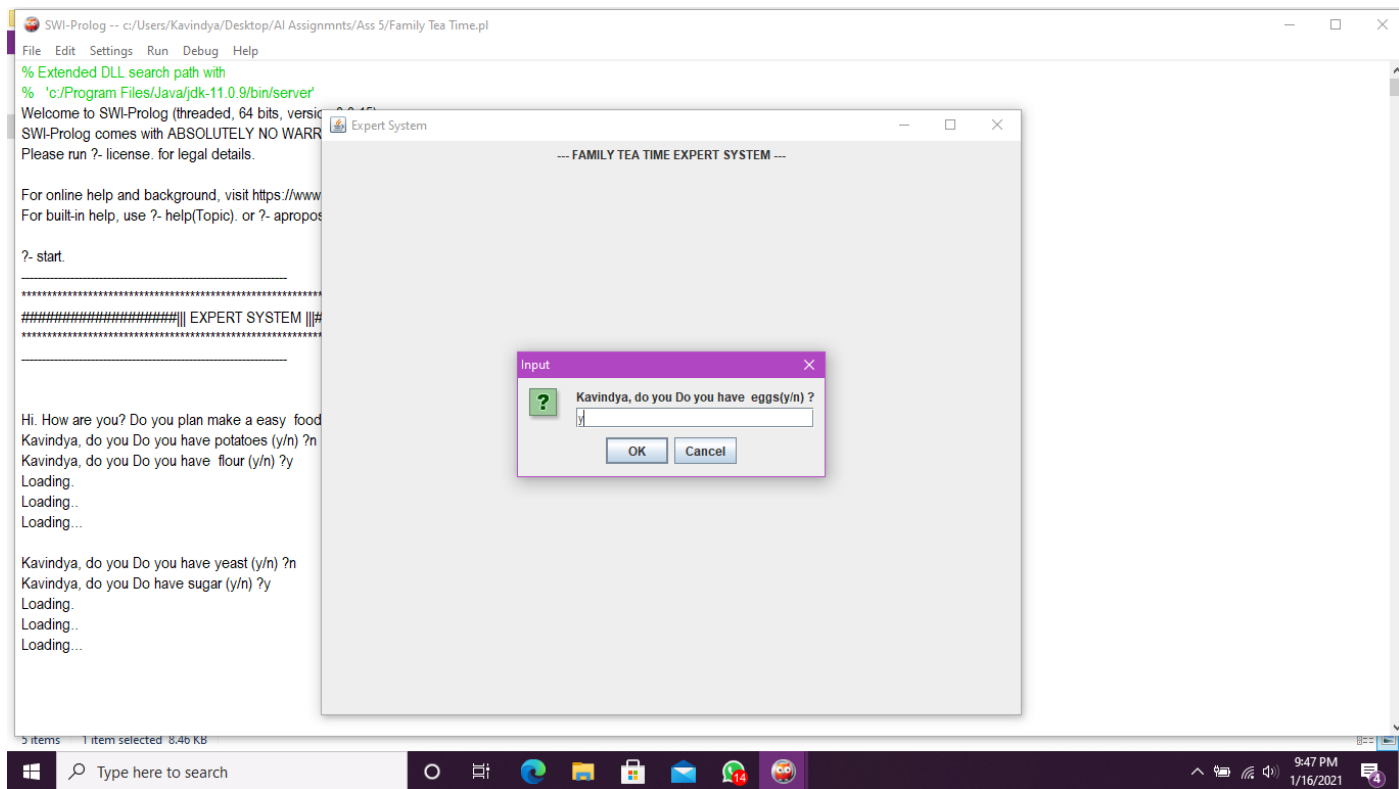 SWI-Prolog -- c:/Users/Kavindya/Desktop/AI Assignmnts/Ass 5/Family Tea Time.pl
File Edit Settings Run Debug Help
% Extended DLL search path with
% 'c:/Program Files/Java/jdk-11.0.9/bin/server'
Welcome to SWI-Prolog (threaded, 64 bits,
SWI-Prolog comes with ABSOLUTELY NO
Please run ?- license. for legal details.
For online help and background, visit https://www
For built-in help, use ?- help(Topic). or ?-
?- start.
--------------------------------------------------------------------
************************************************************
####################||| EXPERT SYSTEM |||#
************************************************************
--------------------------------------------------------------------
Hi. How are you? Do you plan make a easy food
Kavindya, do you Do you have potatoes (y/n) ?n
Kavindya, do you Do you have flour (y/n) ?y
Loading.
Loading..
Loading...
Kavindya, do you Do you have yeast (y/n) ?n
Kavindya, do you Do have sugar (y/n) ?y
Loading.
Loading..
Loading...
Expert System
--- FAMILY TEA TIME EXPERT SYSTEM ---
Input
Kavindya, do you Do you have eggs(y/n) ?
y
OK Cancel
5 items 1 item selected 8.46 KB
Type here to search
14
9:47 PM
1/16/2021
4